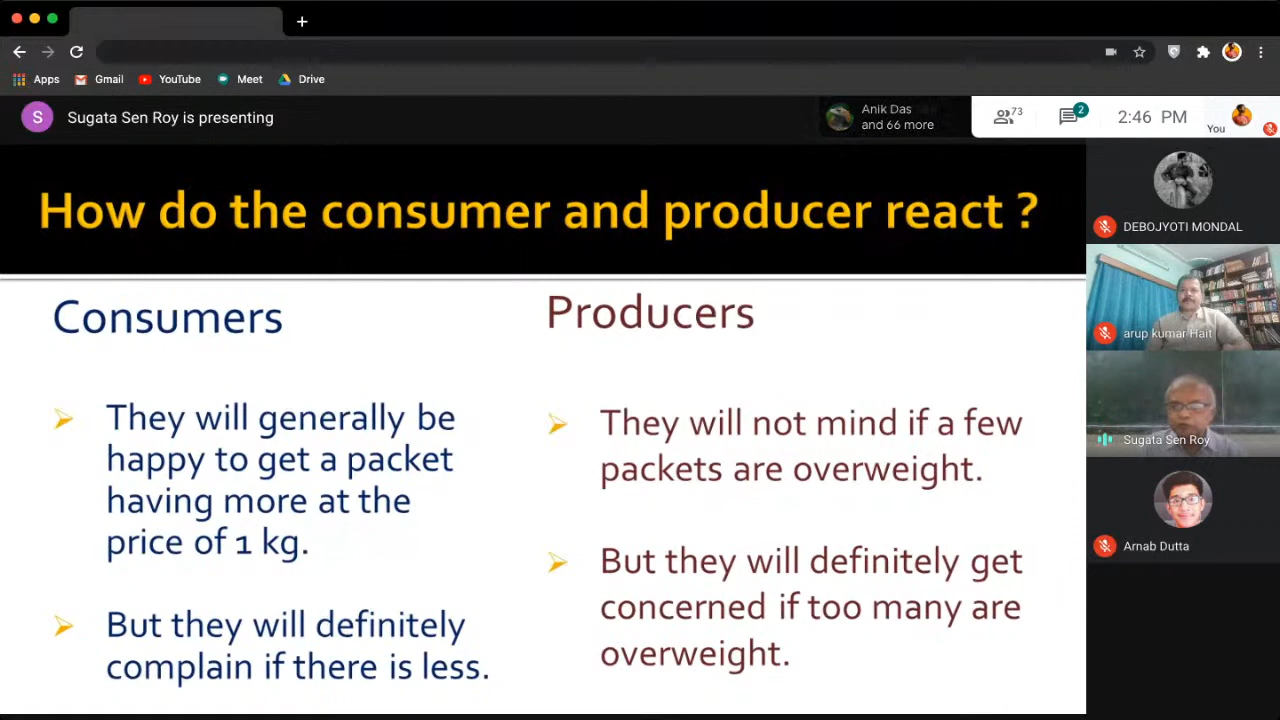 +
Apps Gmail YouTube Meet Drive
S Sugata Sen Roy is presenting
Anik Das
and 66 more
73
2
2:46 PM
You
How do the consumer and producer react ?
Consumers
They will generally be
happy to get a packet
having more at the
price of 1 kg.
But they will definitely
complain if there is less.
Producers
They will not mind if a few
packets are overweight.
But they will definitely get
concerned if too many are
overweight.
DEBOJYOTI MONDAL
arup kumar Hait
Sugata Sen Roy
Arnab Dutta